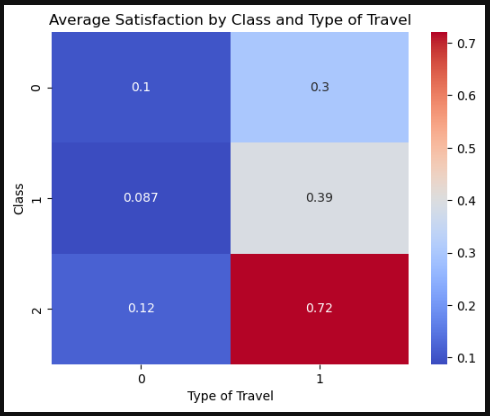 Average Satisfaction by Class and Type of Travel
0.7
0 0.1 0.3
0.6
0.5
Class 1 0.087 0.39 0.4
0.3
2 0.12 0.72 0.2
0.1
0 1
Type of Travel